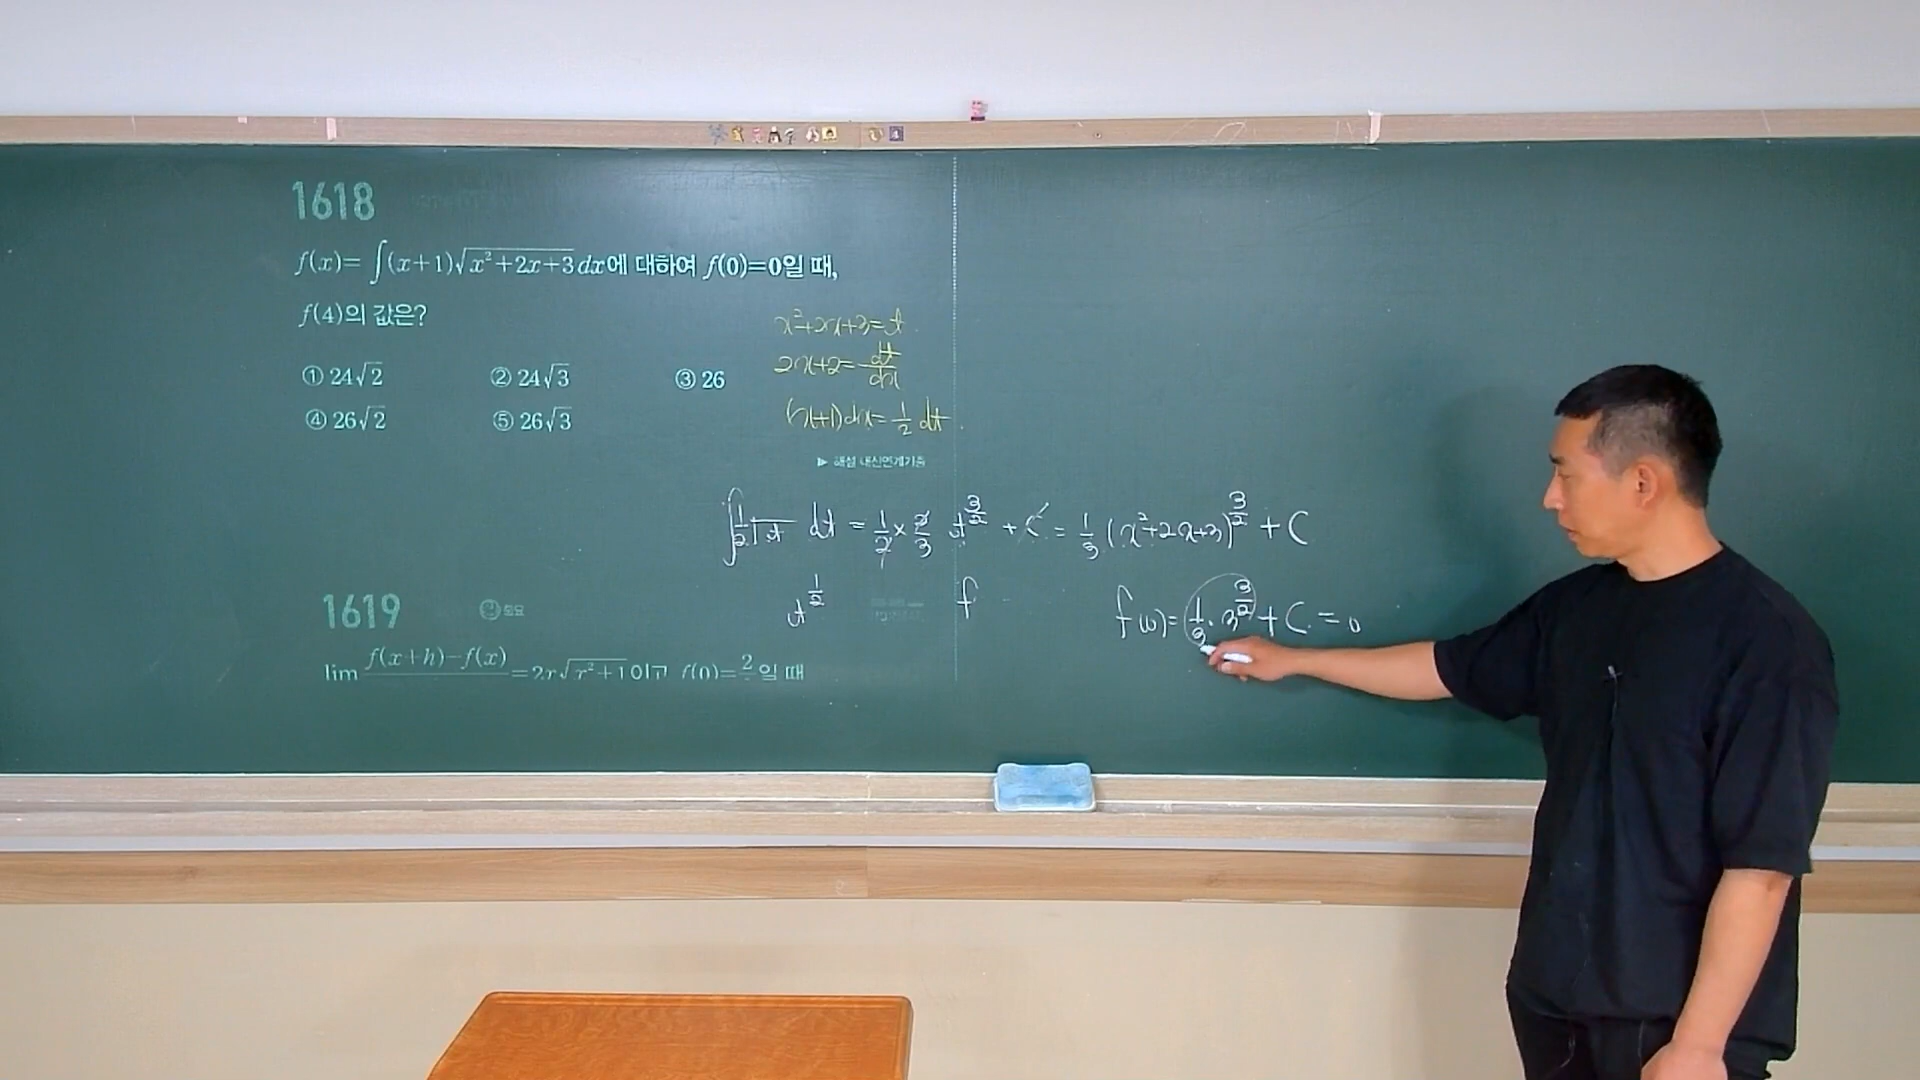 1618
f(x)= ∫(x+1)√(x²+2x+3) dx에 대하여 f(0)=0일 때,
f(4)의 값은?
① 24√2 ② 24√3 ③ 26
④ 26√2 ⑤ 26√3
x²+2x+3=t
2x+2=dt/dx
(x+1)dx=1/2 dt
▶ 해설 내신연계기출
∫1/2 √t dt = 1/2 × 2/3 t^(3/2) + C = 1/3 (x²+2x+3)^(3/2) + C
t^(1/2) f
f(0)= 1/3 · 3^(3/2) + C = 0
1619 중요
lim f(x+h)−f(x) =2x√(x²+1)이고 f(0)= 2 일 때